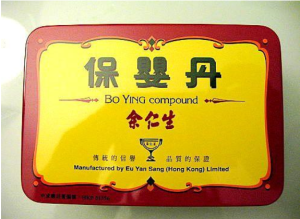 保嬰丹
BO YING compound
余仁生
傳統的信譽 品質的保證
Manufactured by Eu Yan Sang (Hong Kong) Limited